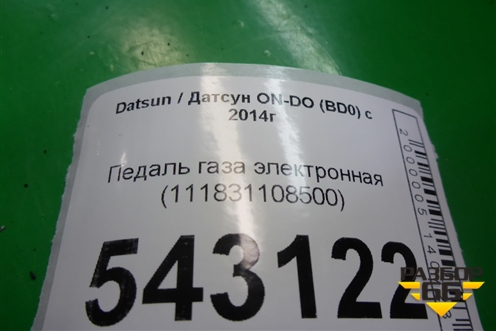 Datsun / Датсун ON-DO (BD0) с
2014г
Педаль газа электронная
(111831108500)
543122
РАЗБОР
66